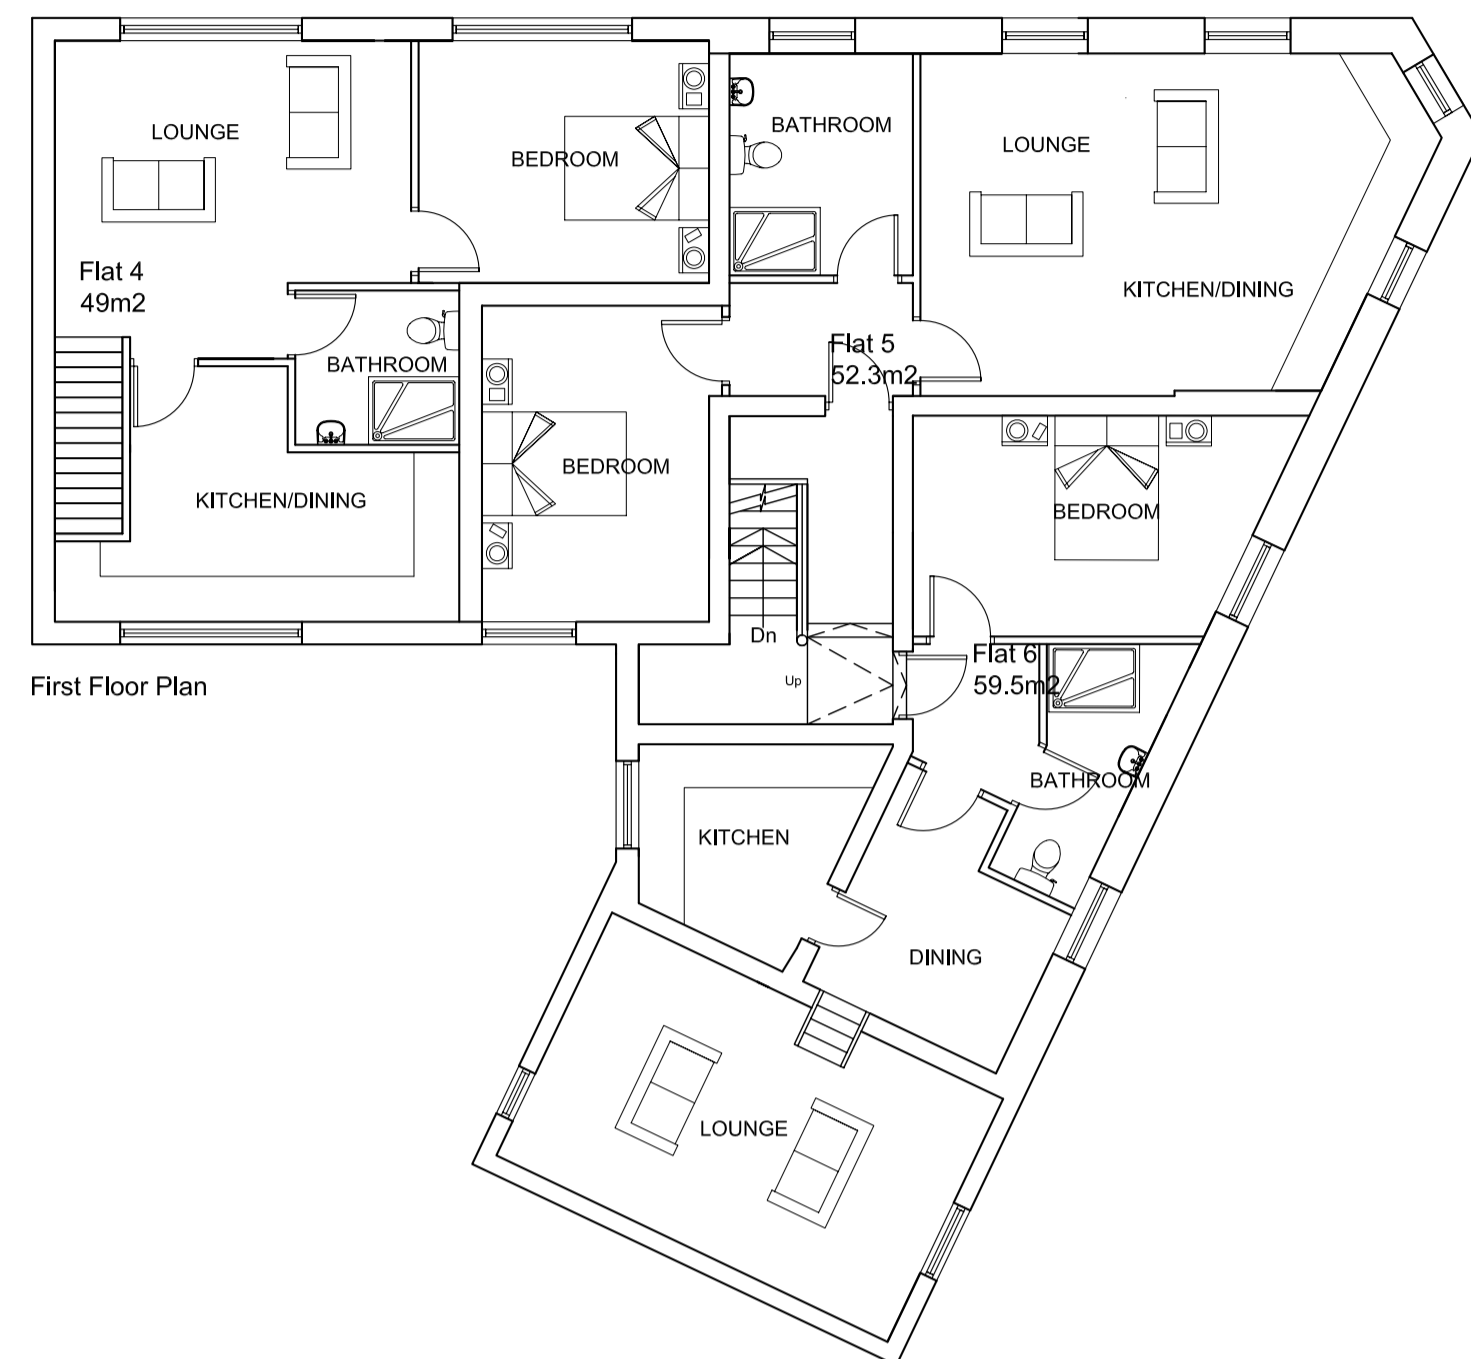 LOUNGE
BEDROOM
BATHROOM
LOUNGE
Flat 4
49m2
KITCHEN/DINING
Flat 5
52.3m2
BATHROOM
BEDROOM
KITCHEN/DINING
BEDROOM
Dn
Up
Flat 6
59.5m2
First Floor Plan
BATHROOM
KITCHEN
DINING
LOUNGE